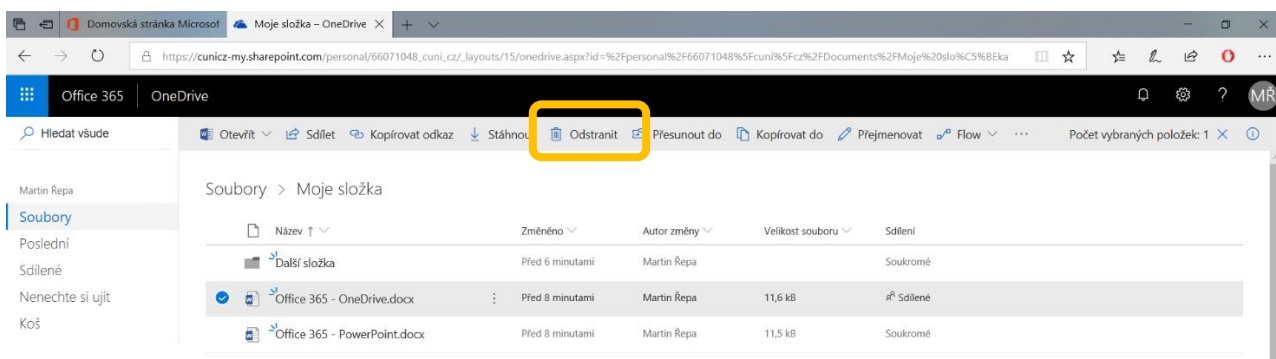 Domovská stránka Microsof Moje složka – OneDrive
https://cunicz-my.sharepoint.com/personal/66071048_cuni_cz/_layouts/15/onedrive.aspx?id=%2Fpersonal%2F66071048%5Fcuni%5Fcz%2FDocuments%2FMoje%20slo%C5%BEka
Office 365 OneDrive ? MŘ
Hledat všude Otevřít Sdílet Kopírovat odkaz Stáhnou Odstranit Přesunout do Kopírovat do Přejmenovat Flow ··· Počet vybraných položek: 1
Martin Řepa
Soubory > Moje složka
Soubory
Poslední
Sdílené
Nenechte si ujít
Koš
Název ↑ Změněno Autor změny Velikost souboru Sdílení
Další složka Před 6 minutami Martin Řepa Soukromé
Office 365 - OneDrive.docx Před 8 minutami Martin Řepa 11,6 kB Sdílené
Office 365 - PowerPoint.docx Před 8 minutami Martin Řepa 11,5 kB Soukromé